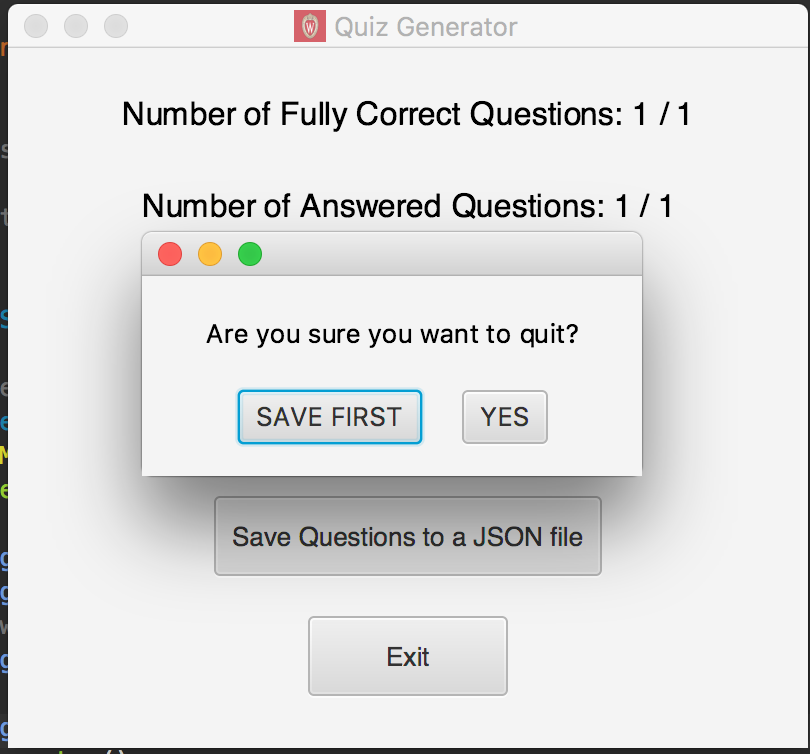 Quiz Generator
Number of Fully Correct Questions: 1 / 1
Number of Answered Questions: 1 / 1
Are you sure you want to quit?
SAVE FIRST YES
Save Questions to a JSON file
Exit